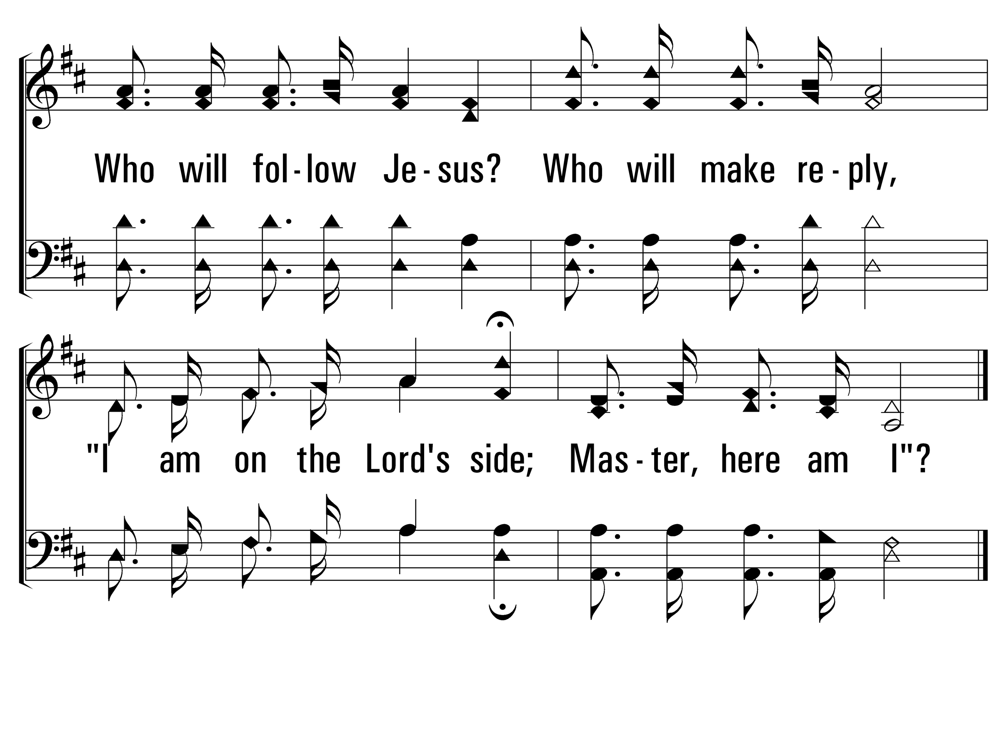 Who will fol-low Je-sus? Who will make re-ply,
"I am on the Lord's side; Mas-ter, here am I"?